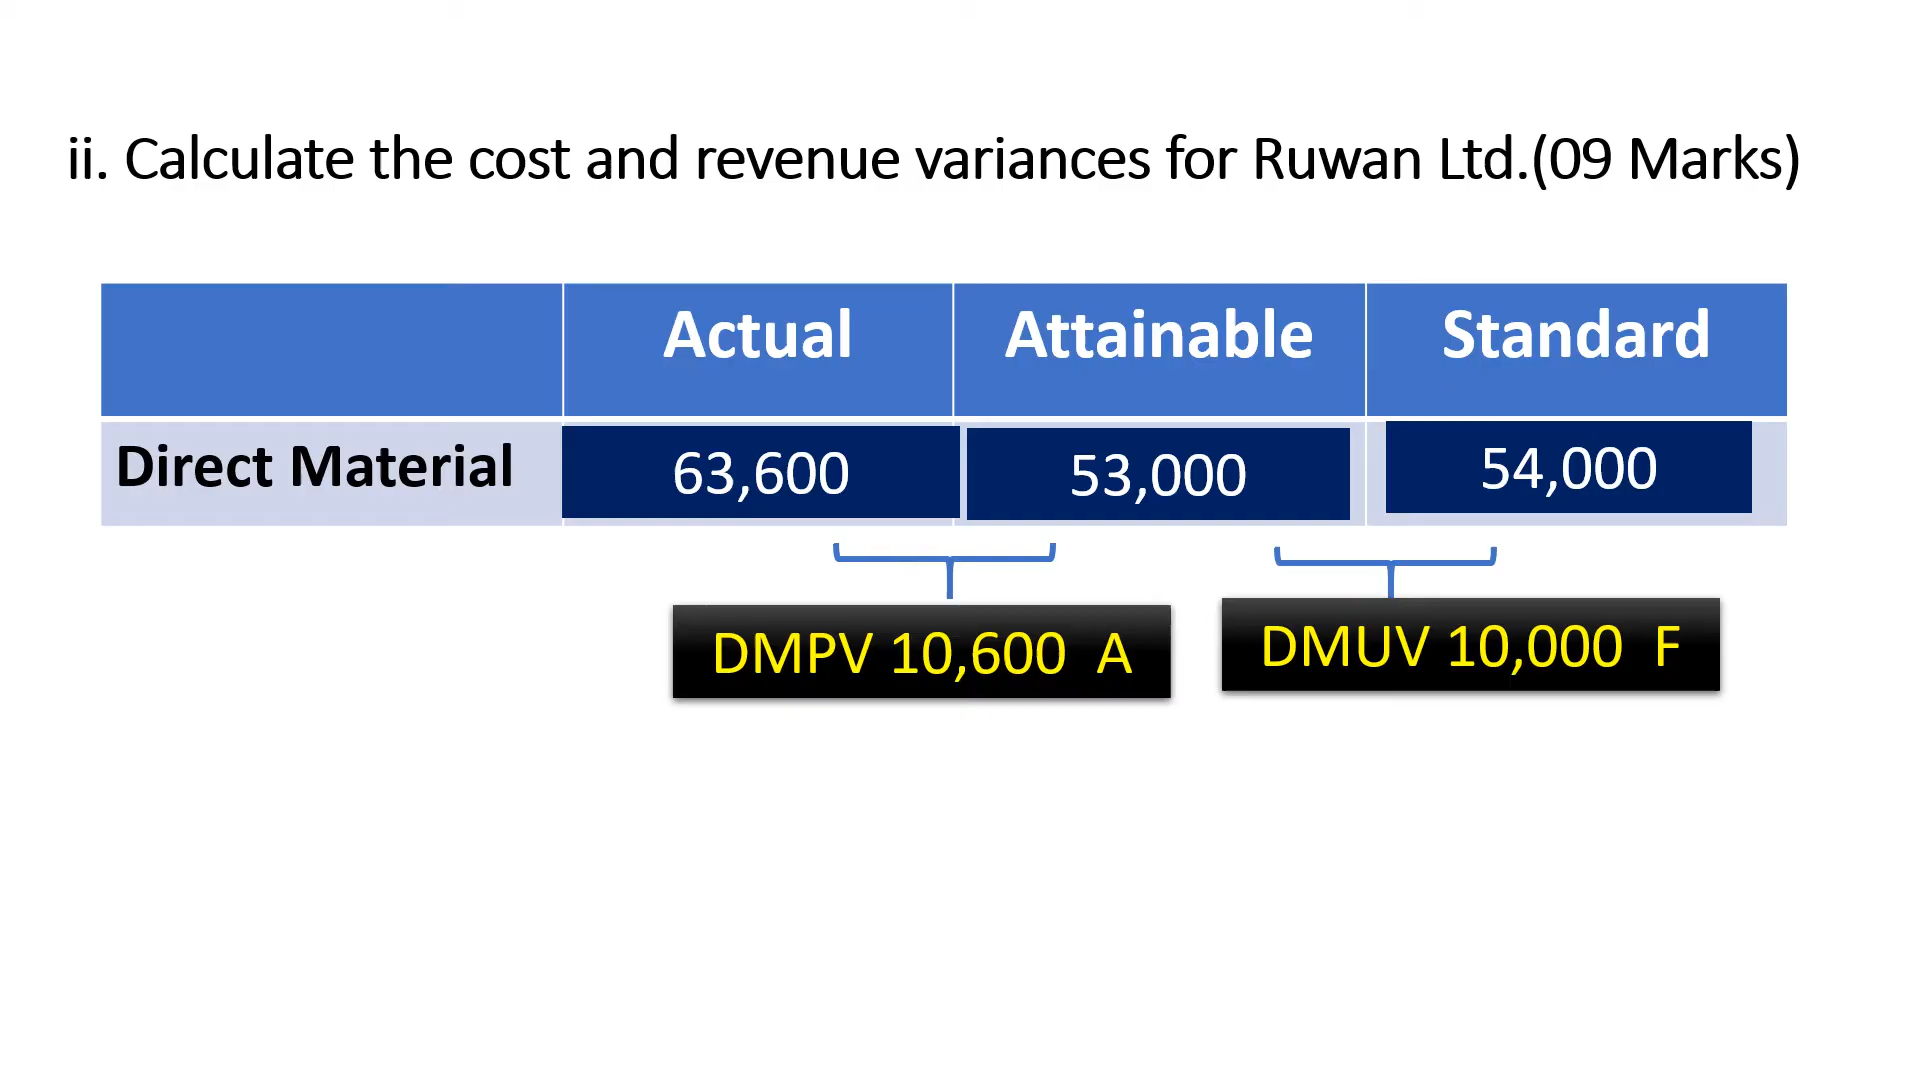 ii. Calculate the cost and revenue variances for Ruwan Ltd.(09 Marks)
Actual Attainable Standard
Direct Material 63,600 53,000 54,000
DMPV 10,600 A DMUV 10,000 F